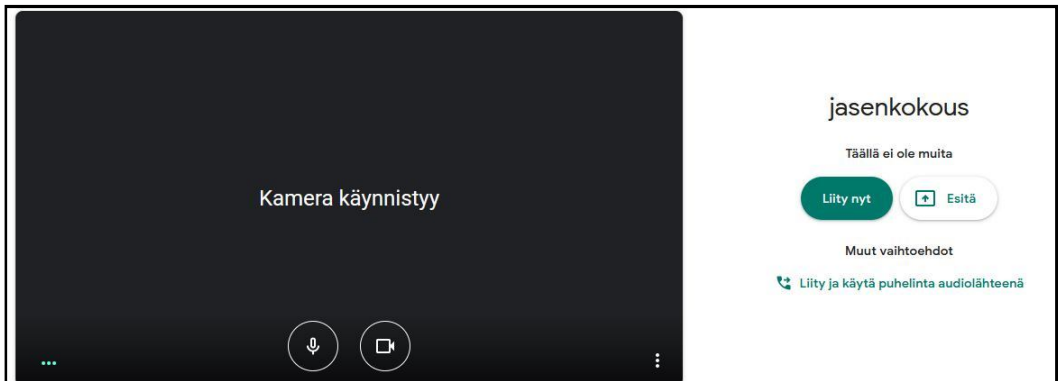 Kamera käynnistyy
jasenkokous
Täällä ei ole muita
Liity nyt
Esitä
Muut vaihtoehdot
Liity ja käytä puhelinta audiolähteenä